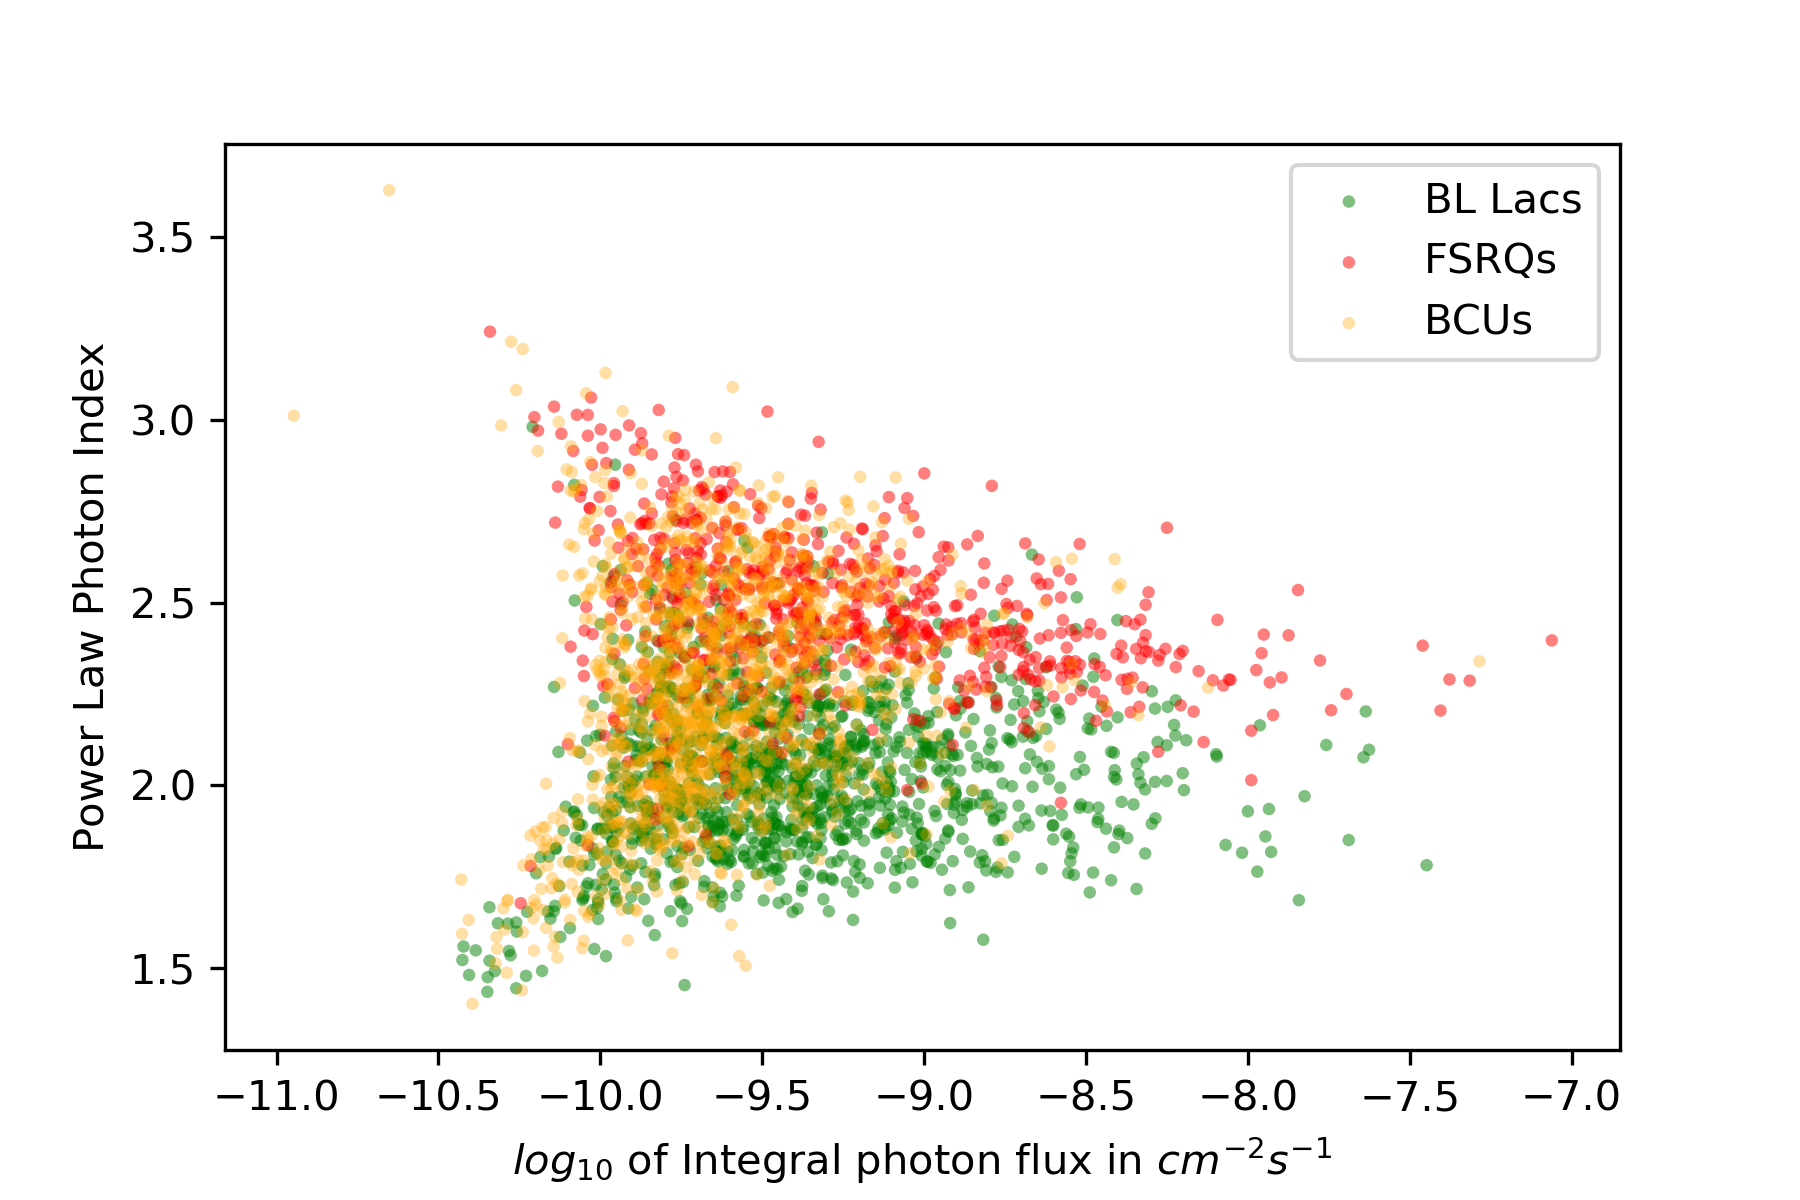 BL Lacs
FSRQs
BCUs
Power Law Photon Index
3.5
3.0
2.5
2.0
1.5
−11.0 −10.5 −10.0 −9.5 −9.0 −8.5 −8.0 −7.5 −7.0
log₁₀ of Integral photon flux in cm⁻²s⁻¹